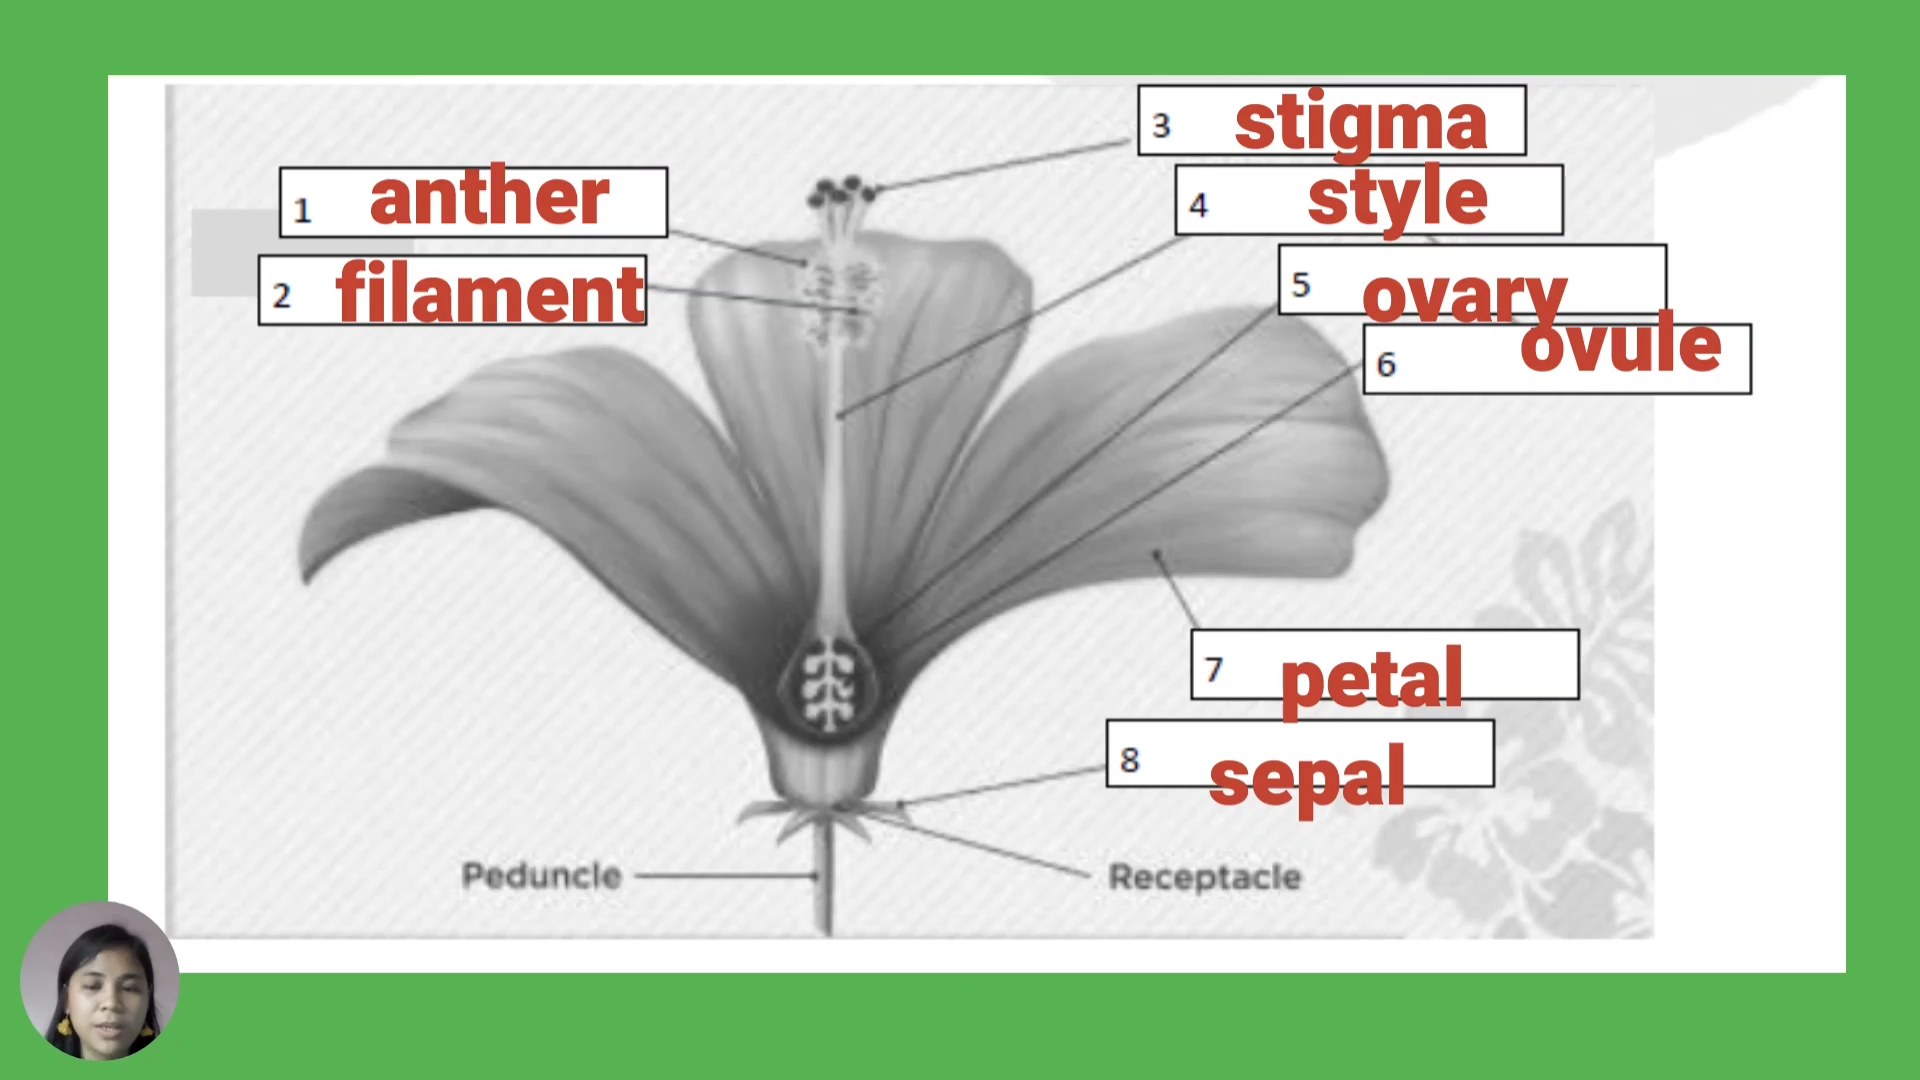 3 stigma
1 anther
4 style
2 filament
5 ovary
6 ovule
7 petal
8 sepal
Peduncle
Receptacle